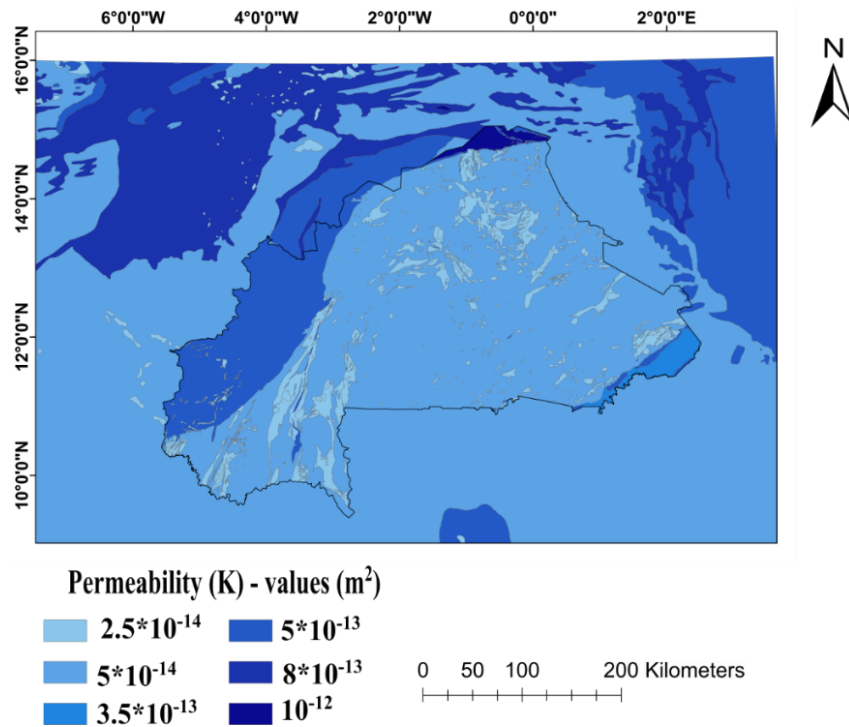 6°0'0"W 4°0'0"W 2°0'0"W 0°0'0" 2°0'0"E
N
16°0'0"N
14°0'0"N
12°0'0"N
10°0'0"N
Permeability (K) - values (m²)
2.5*10⁻¹⁴ 5*10⁻¹³
5*10⁻¹⁴ 8*10⁻¹³
3.5*10⁻¹³ 10⁻¹²
0 50 100 200 Kilometers